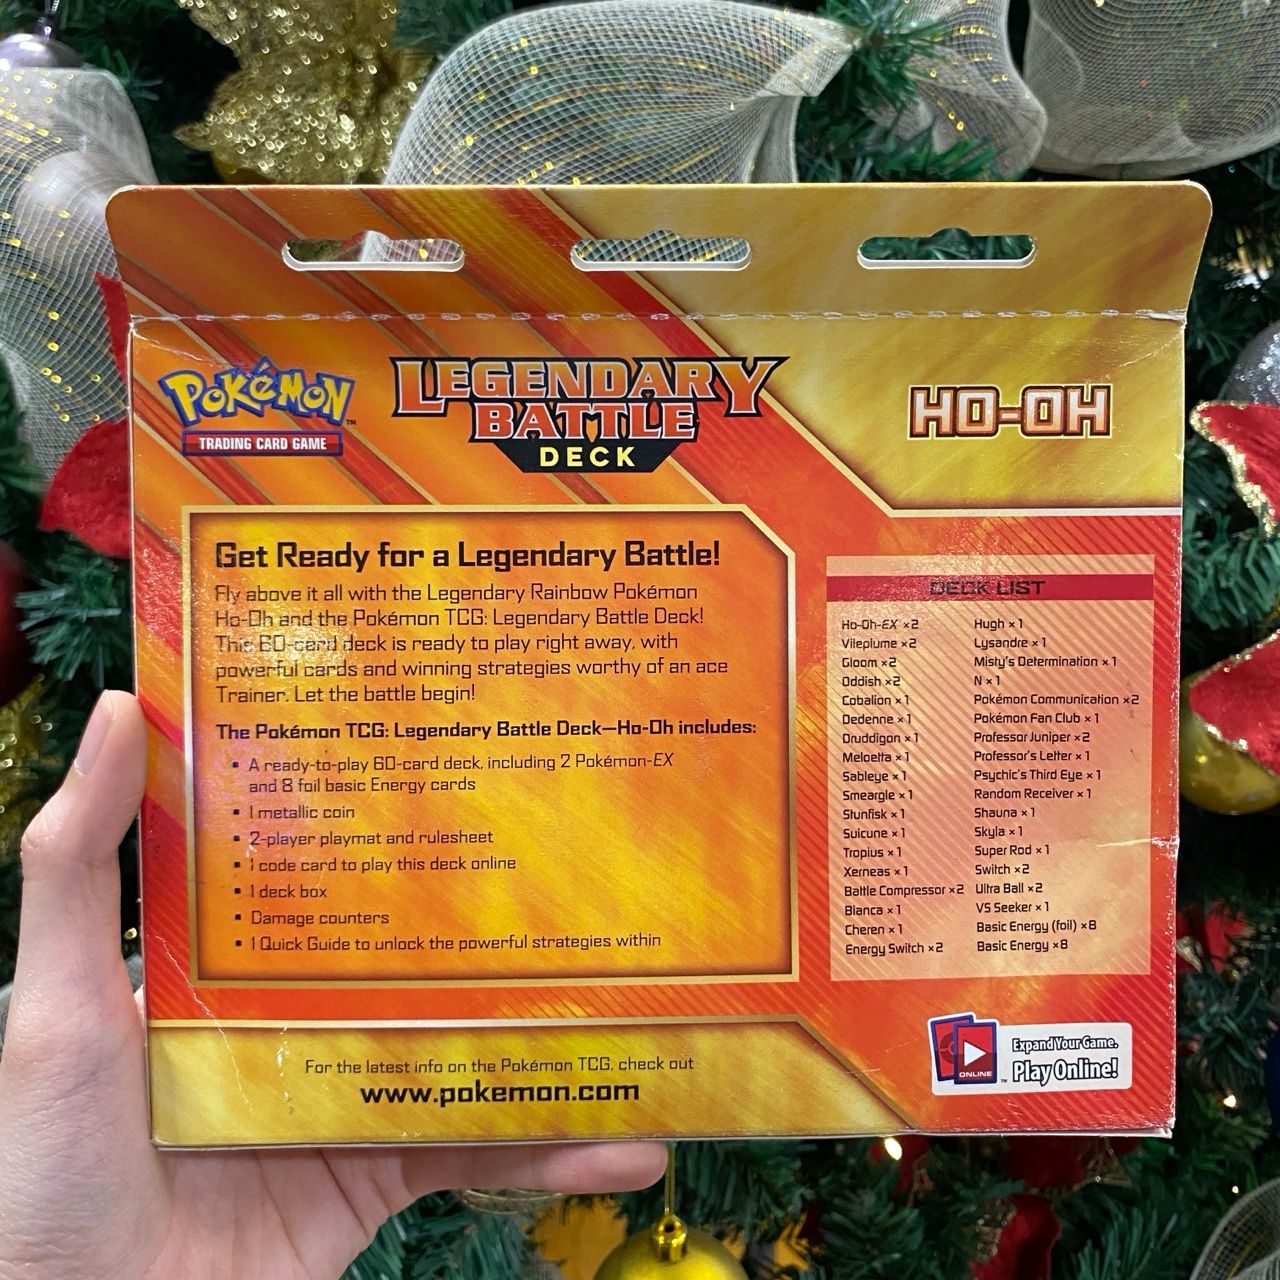 Pokémon
TRADING CARD GAME
LEGENDARY
BATTLE
DECK
HO-OH
Get Ready for a Legendary Battle!
Fly above it all with the Legendary Rainbow Pokémon
Ho-Oh and the Pokémon TCG: Legendary Battle Deck!
This 60-card deck is ready to play right away, with
powerful cards and winning strategies worthy of an ace
Trainer. Let the battle begin!
The Pokémon TCG: Legendary Battle Deck—Ho-Oh includes:
• A ready-to-play 60-card deck, including 2 Pokémon-EX
and 8 foil basic Energy cards
• 1 metallic coin
• 2-player playmat and rulesheet
• 1 code card to play this deck online
• 1 deck box
• Damage counters
• 1 Quick Guide to unlock the powerful strategies within
DECK LIST
Ho-Oh-EX ×2
Vileplume ×2
Gloom ×2
Oddish ×2
Cobalion ×1
Dedenne ×1
Druddigon ×1
Meloetta ×1
Sableye ×1
Smeargle ×1
Stunfisk ×1
Suicune ×1
Tropius ×1
Xerneas ×1
Battle Compressor ×2
Bianca ×1
Cheren ×1
Energy Switch ×2
Hugh ×1
Lysandre ×1
Misty's Determination ×1
N ×1
Pokémon Communication ×2
Pokémon Fan Club ×1
Professor Juniper ×2
Professor's Letter ×1
Psychic's Third Eye ×1
Random Receiver ×1
Shauna ×1
Skyla ×1
Super Rod ×1
Switch ×2
Ultra Ball ×2
VS Seeker ×1
Basic Energy (foil) ×8
Basic Energy ×8
For the latest info on the Pokémon TCG, check out
www.pokemon.com
ONLINE
™
Expand Your Game.
Play Online!